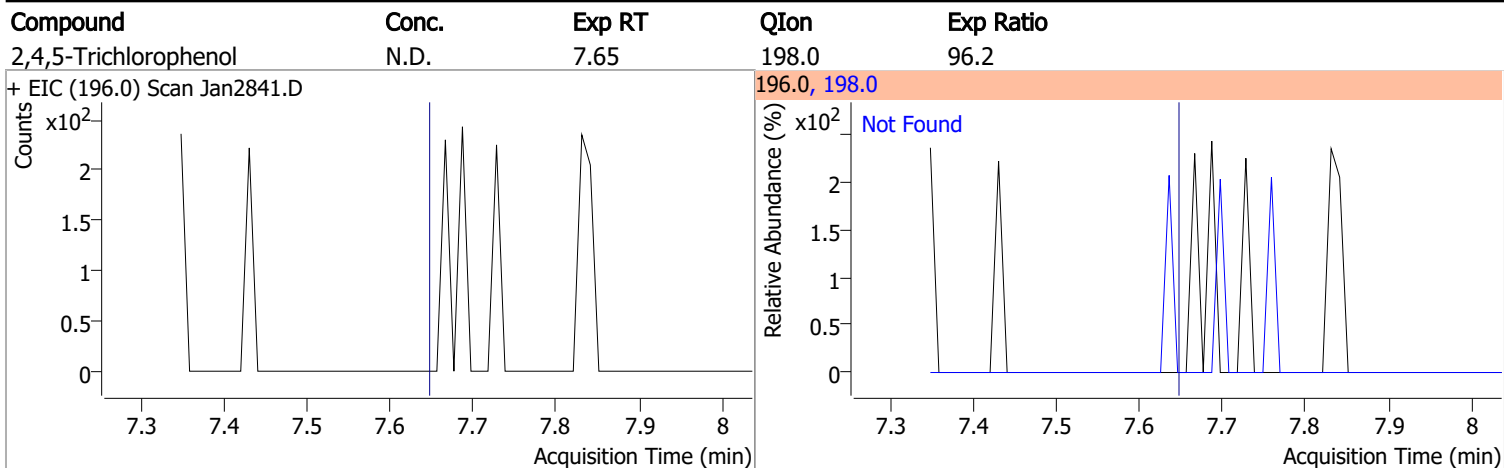 Compound Conc. Exp RT QIon Exp Ratio
2,4,5-Trichlorophenol N.D. 7.65 198.0 96.2
+ EIC (196.0) Scan Jan2841.D
Counts
x10²
2
1.5
1
0.5
0
7.3 7.4 7.5 7.6 7.7 7.8 7.9 8
Acquisition Time (min)
196.0, 198.0
Relative Abundance (%)
x10²
Not Found
2
1.5
1
0.5
0
7.3 7.4 7.5 7.6 7.7 7.8 7.9 8
Acquisition Time (min)